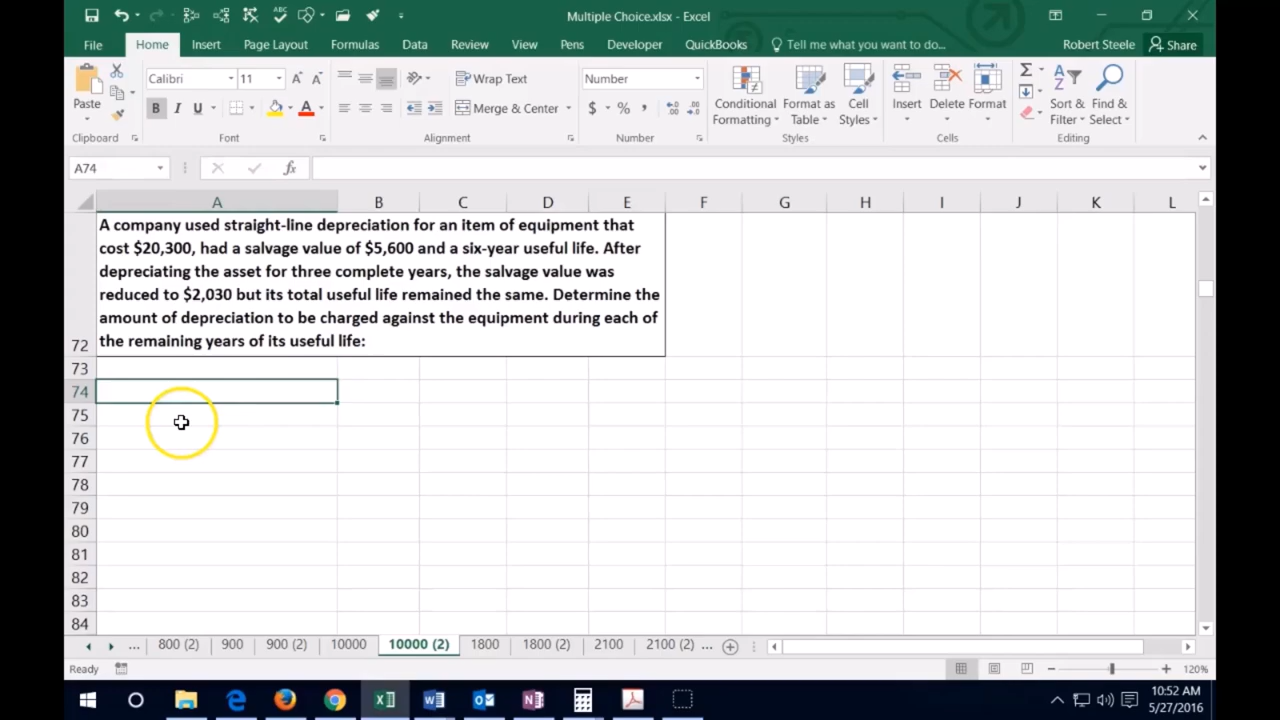 Multiple Choice.xlsx - Excel
File
Home
Insert
Page Layout
Formulas
Data
Review
View
Pens
Developer
QuickBooks
Tell me what you want to do...
Robert Steele
Share
Paste
Clipboard
Calibri
11
B I U
Font
Wrap Text
Merge & Center
Alignment
Number
$ % ,
Number
Conditional Formatting
Format as Table
Cell Styles
Styles
Insert
Delete
Format
Cells
Sort & Filter
Find & Select
Editing
A74
fx
A B C D E F G H I J K L
A company used straight-line depreciation for an item of equipment that
cost $20,300, had a salvage value of $5,600 and a six-year useful life. After
depreciating the asset for three complete years, the salvage value was
reduced to $2,030 but its total useful life remained the same. Determine the
amount of depreciation to be charged against the equipment during each of
72 the remaining years of its useful life:
73
74
75
76
77
78
79
80
81
82
83
84
... 800 (2) 900 900 (2) 10000 10000 (2) 1800 1800 (2) 2100 2100 (2) ...
Ready
120%
10:52 AM
5/27/2016